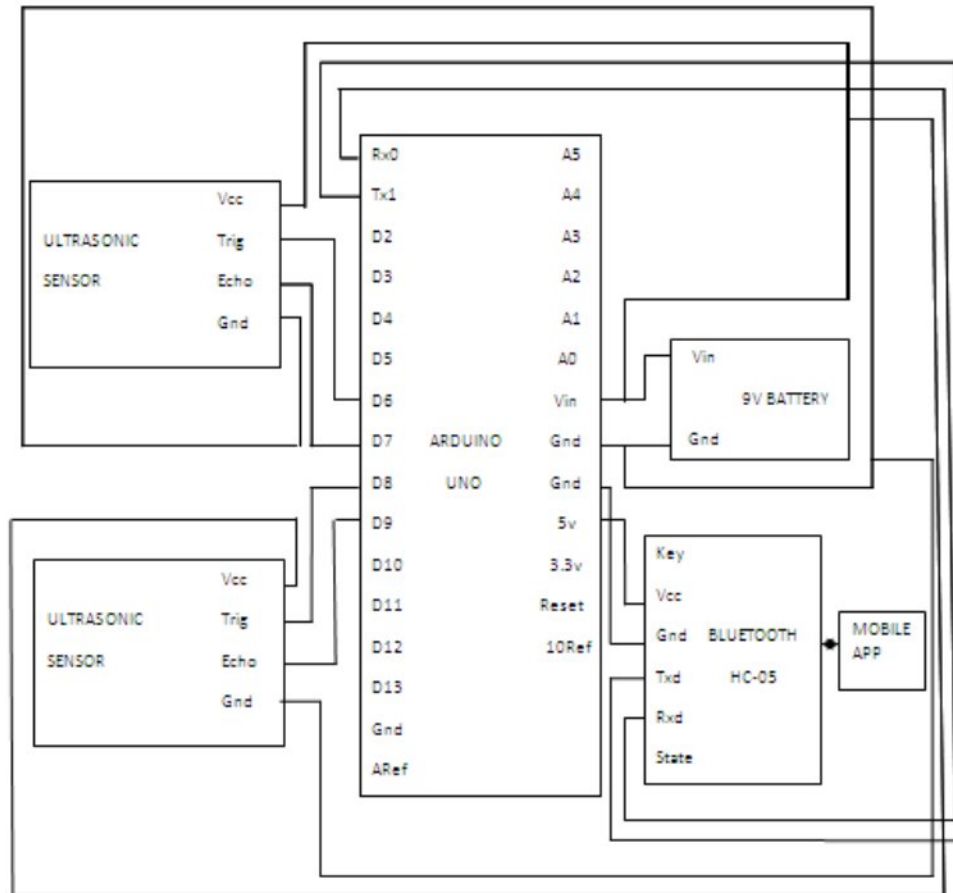 Vcc
ULTRASONIC
Trig
SENSOR
Echo
Gnd
Vcc
ULTRASONIC
Trig
SENSOR
Echo
Gnd
Rx0
Tx1
D2
D3
D4
D5
D6
D7
D8
D9
D10
D11
D12
D13
Gnd
ARef
ARDUINO
UNO
A5
A4
A3
A2
A1
A0
Vin
Gnd
Gnd
5v
3.3v
Reset
10Ref
Vin
9V BATTERY
Gnd
Key
Vcc
Gnd
Txd
Rxd
State
BLUETOOTH
HC-05
MOBILE
APP